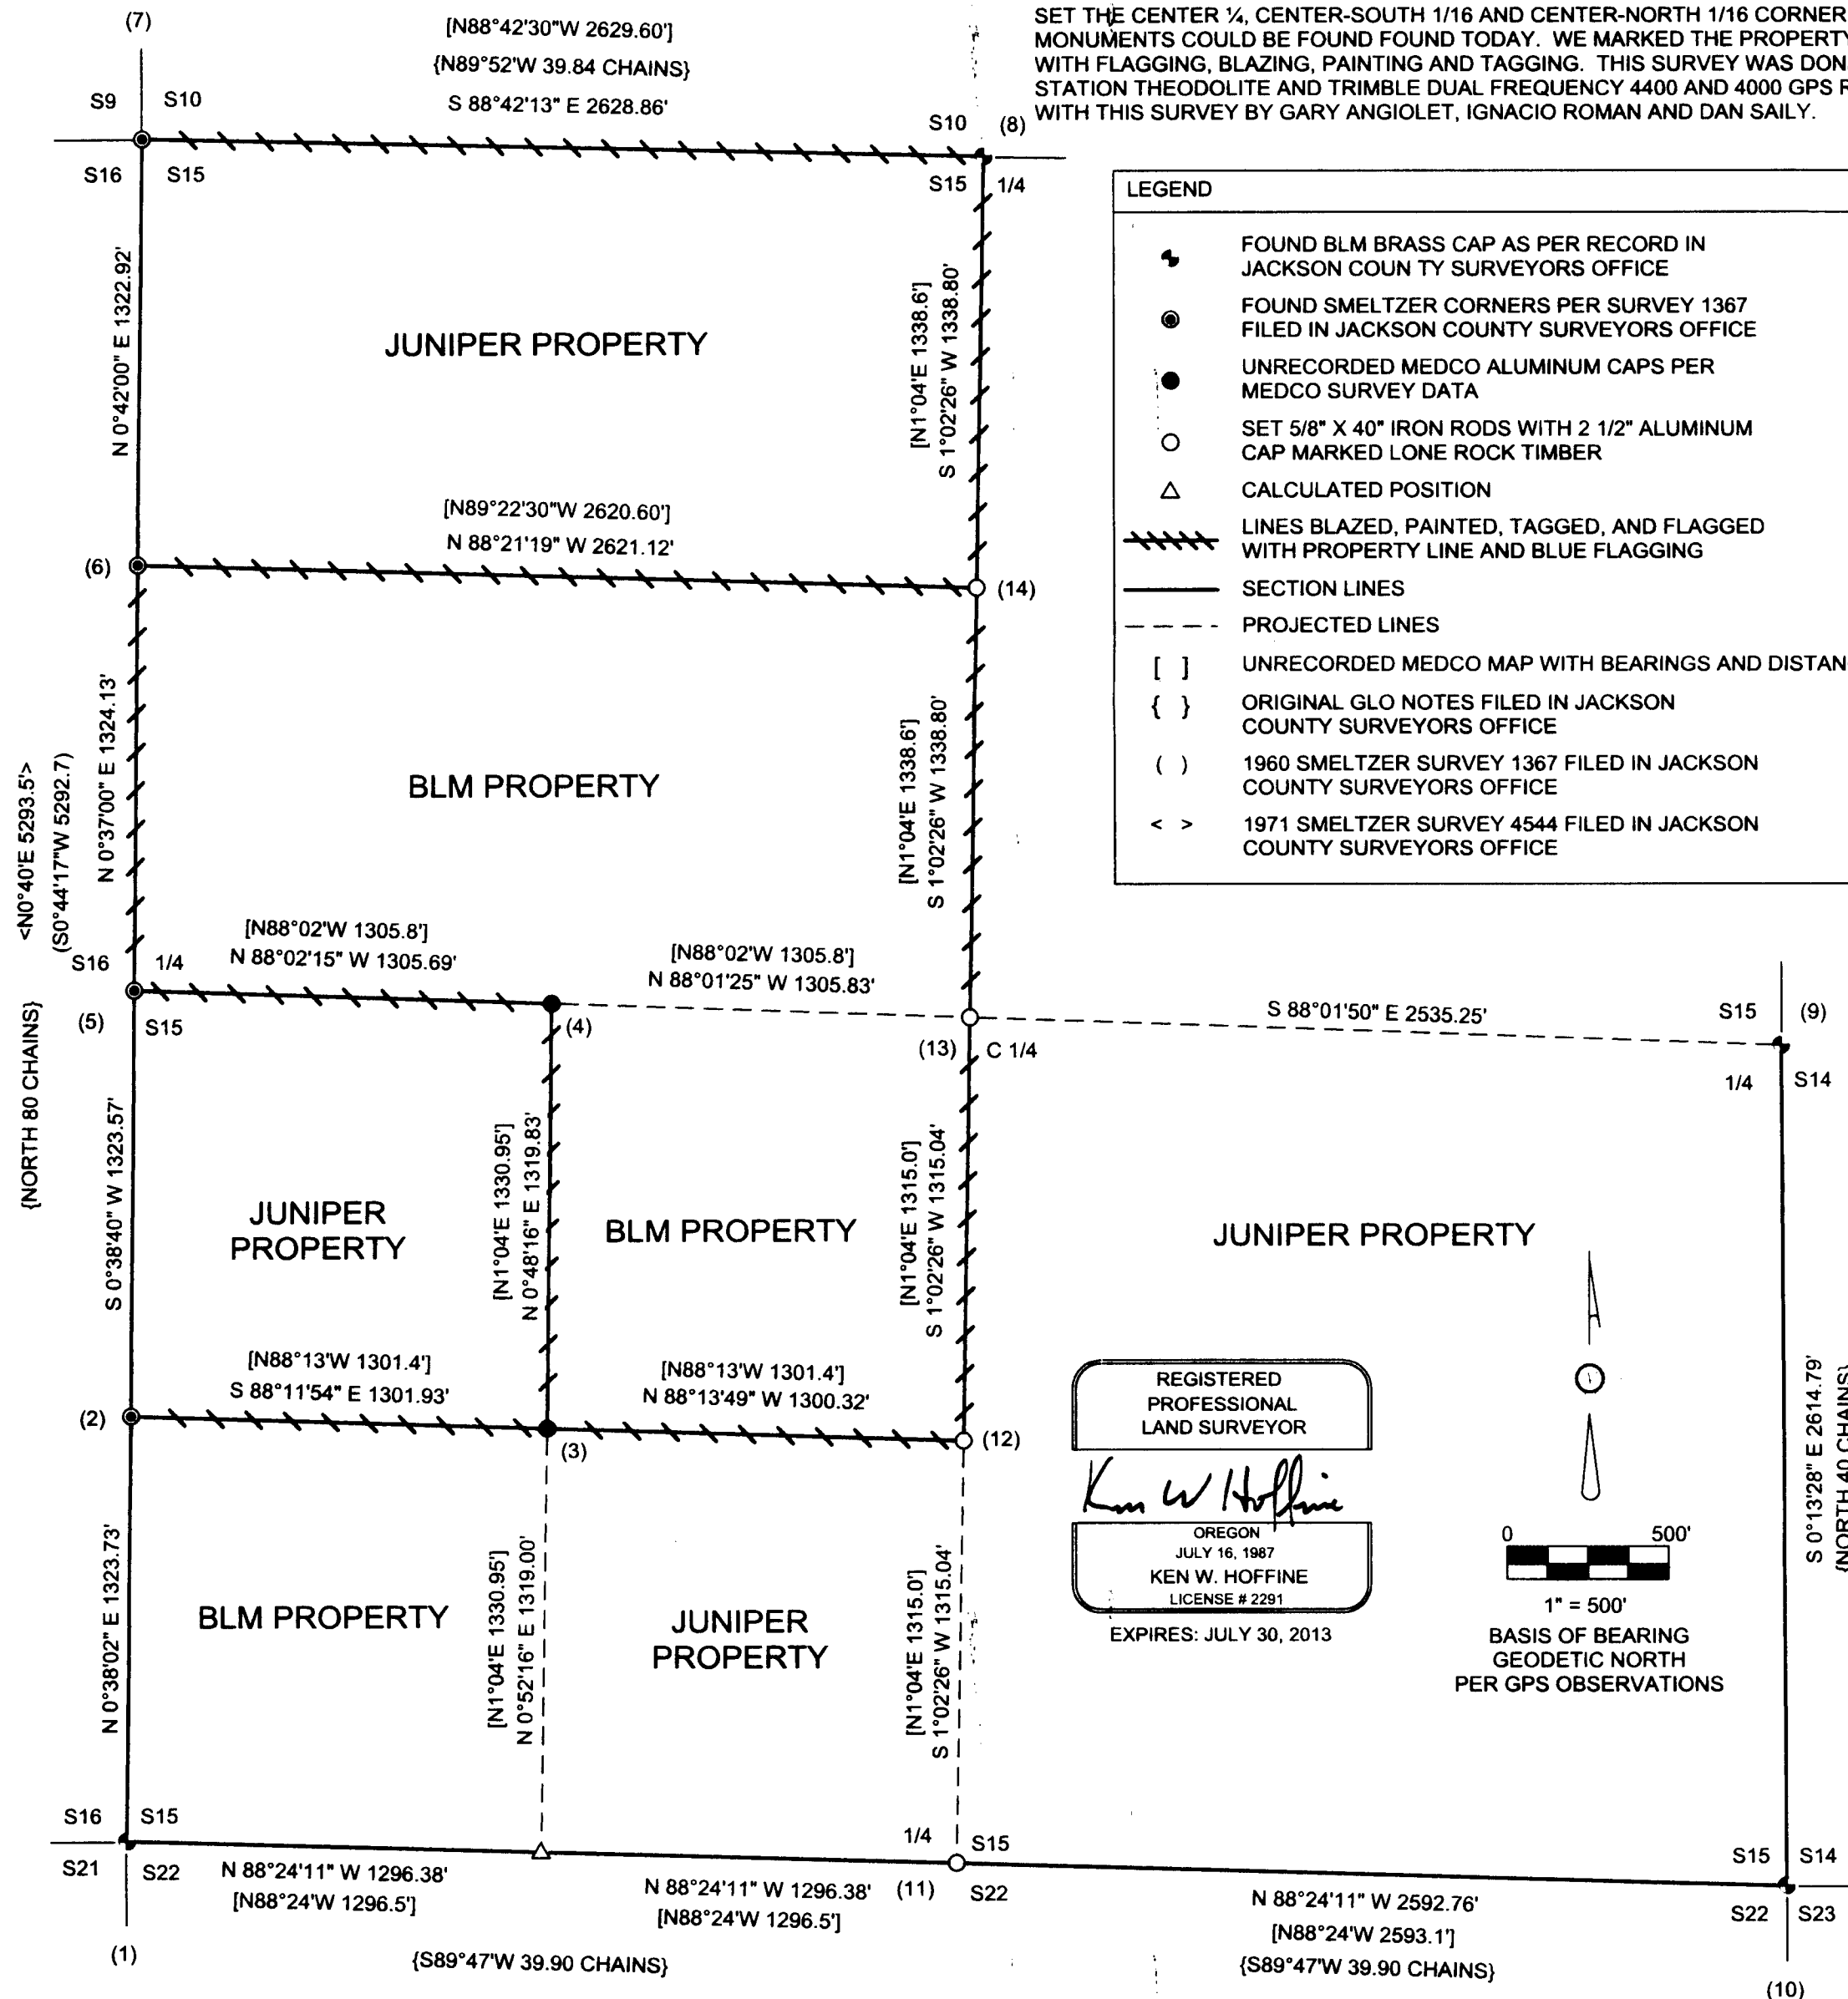 SET THE CENTER ¼, CENTER-SOUTH 1/16 AND CENTER-NORTH 1/16 CORNER
MONUMENTS COULD BE FOUND FOUND TODAY. WE MARKED THE PROPERTY
WITH FLAGGING, BLAZING, PAINTING AND TAGGING. THIS SURVEY WAS DON
STATION THEODOLITE AND TRIMBLE DUAL FREQUENCY 4400 AND 4000 GPS R
WITH THIS SURVEY BY GARY ANGIOLET, IGNACIO ROMAN AND DAN SAILY.
(7)
[N88°42'30"W 2629.60']
{N89°52'W 39.84 CHAINS}
S 88°42'13" E 2628.86'
S9
S10
S10
(8)
S16
S15
S15
1/4
LEGEND
FOUND BLM BRASS CAP AS PER RECORD IN
JACKSON COUN TY SURVEYORS OFFICE
FOUND SMELTZER CORNERS PER SURVEY 1367
FILED IN JACKSON COUNTY SURVEYORS OFFICE
UNRECORDED MEDCO ALUMINUM CAPS PER
MEDCO SURVEY DATA
SET 5/8" X 40" IRON RODS WITH 2 1/2" ALUMINUM
CAP MARKED LONE ROCK TIMBER
CALCULATED POSITION
LINES BLAZED, PAINTED, TAGGED, AND FLAGGED
WITH PROPERTY LINE AND BLUE FLAGGING
SECTION LINES
PROJECTED LINES
[ ] UNRECORDED MEDCO MAP WITH BEARINGS AND DISTAN
{ } ORIGINAL GLO NOTES FILED IN JACKSON
COUNTY SURVEYORS OFFICE
( ) 1960 SMELTZER SURVEY 1367 FILED IN JACKSON
COUNTY SURVEYORS OFFICE
< > 1971 SMELTZER SURVEY 4544 FILED IN JACKSON
COUNTY SURVEYORS OFFICE
N 0°42'00" E 1322.92'
JUNIPER PROPERTY
[N1°04'E 1338.6']
S 1°02'26" W 1338.80'
[N89°22'30"W 2620.60']
N 88°21'19" W 2621.12'
(6)
(14)
<N0°40'E 5293.5'>
(S0°44'17"W 5292.7)
N 0°37'00" E 1324.13'
BLM PROPERTY
[N1°04'E 1338.6']
S 1°02'26" W 1338.80'
[N88°02'W 1305.8']
N 88°02'15" W 1305.69'
[N88°02'W 1305.8']
N 88°01'25" W 1305.83'
S16
1/4
(5)
S15
(4)
(13)
C 1/4
S 88°01'50" E 2535.25'
S15
(9)
1/4
S14
{NORTH 80 CHAINS}
S 0°38'40" W 1323.57'
JUNIPER
PROPERTY
[N1°04'E 1330.95']
N 0°48'16" E 1319.83'
BLM PROPERTY
[N1°04'E 1315.0']
S 1°02'26" W 1315.04'
JUNIPER PROPERTY
[N88°13'W 1301.4']
S 88°11'54" E 1301.93'
[N88°13'W 1301.4']
N 88°13'49" W 1300.32'
(2)
(3)
(12)
REGISTERED
PROFESSIONAL
LAND SURVEYOR
Ken W Hoffine
OREGON
JULY 16, 1987
KEN W. HOFFINE
LICENSE # 2291
EXPIRES: JULY 30, 2013
0 500'
1" = 500'
BASIS OF BEARING
GEODETIC NORTH
PER GPS OBSERVATIONS
S 0°13'28" E 2614.79'
{NORTH 40 CHAINS}
N 0°38'02" E 1323.73'
BLM PROPERTY
[N1°04'E 1330.95']
N 0°52'16" E 1319.00'
JUNIPER
PROPERTY
[N1°04'E 1315.0']
S 1°02'26" W 1315.04'
S16
S15
1/4
S15
S15
S14
S21
S22
N 88°24'11" W 1296.38'
[N88°24'W 1296.5']
N 88°24'11" W 1296.38'
[N88°24'W 1296.5']
(11)
S22
N 88°24'11" W 2592.76'
[N88°24'W 2593.1']
{S89°47'W 39.90 CHAINS}
S22
S23
(1)
{S89°47'W 39.90 CHAINS}
(10)